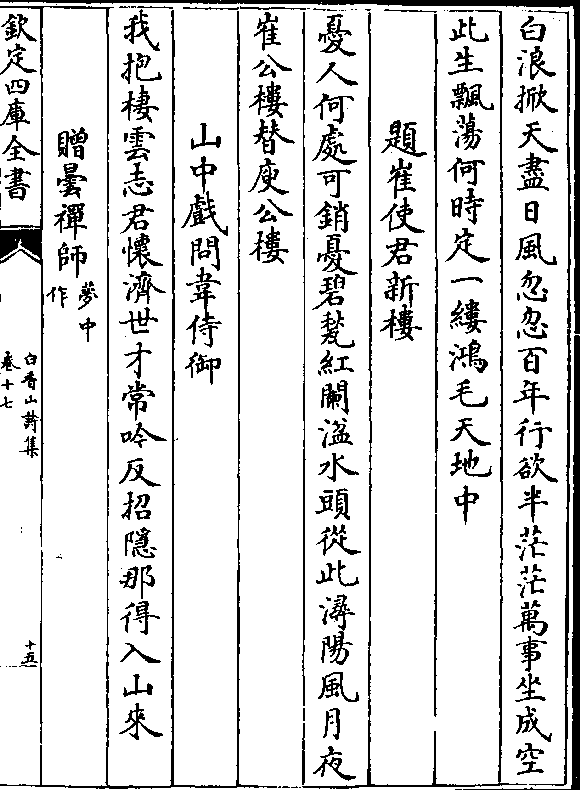 白浪掀天盡日風忽忽百年行欲半茫茫萬事坐成空
此生飄蕩何時定一縷鴻毛天地中
題崔使君新樓
憂人何處可銷憂碧甃紅闌湓水頭從此潯陽風月夜
崔公樓替庾公樓
山中戲問韋侍御
我抱棲雲志君懷濟世才常吟反招隱那得入山來
贈曇禪師夢中作
欽定四庫全書
白香山詩集
卷十七
十五